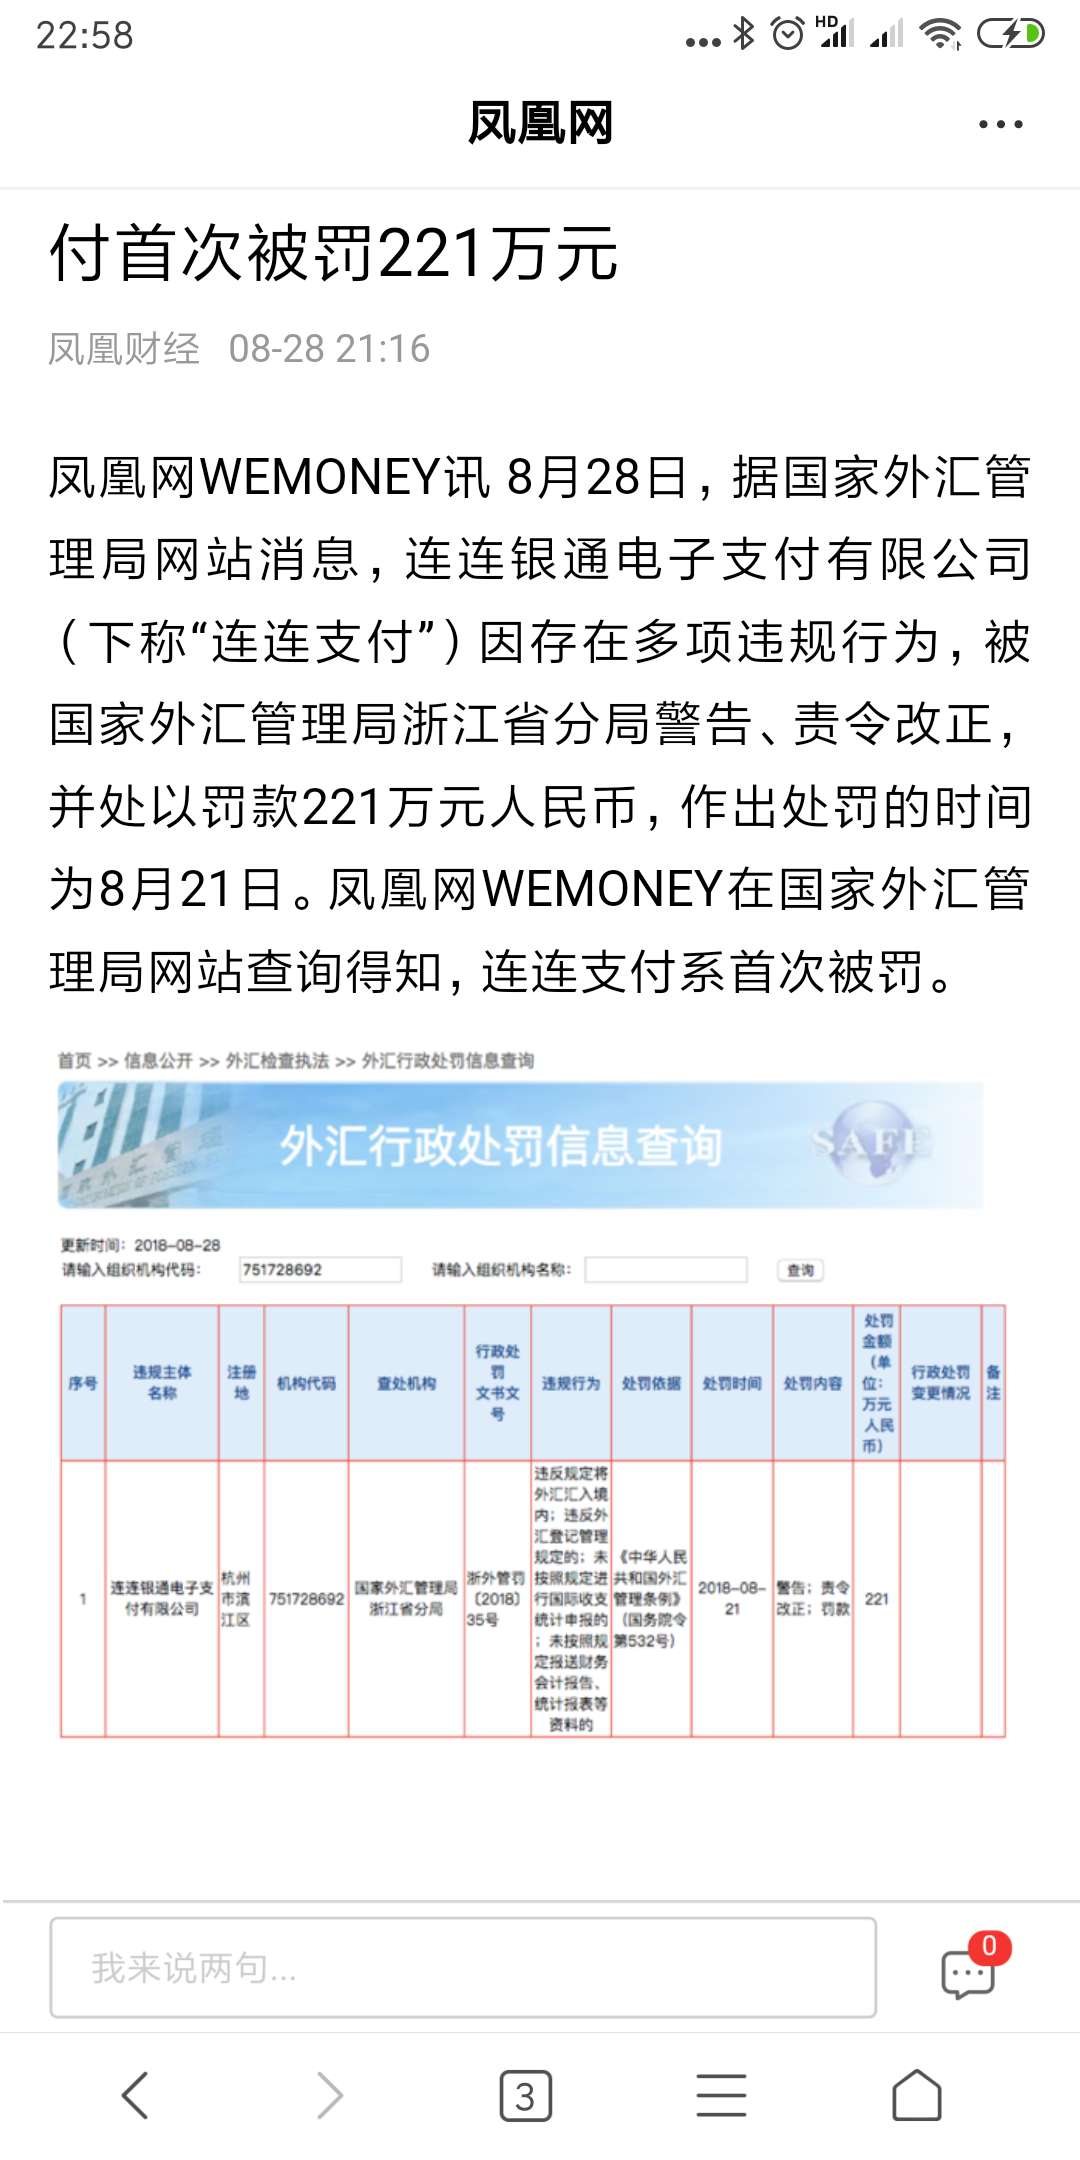 22:58
HD
凤凰网
付首次被罚221万元
凤凰财经 08-28 21:16
凤凰网WEMONEY讯 8月28日，据国家外汇管
理局网站消息，连连银通电子支付有限公司
（下称“连连支付”）因存在多项违规行为，被
国家外汇管理局浙江省分局警告、责令改正，
并处以罚款221万元人民币，作出处罚的时间
为8月21日。凤凰网WEMONEY在国家外汇管
理局网站查询得知，连连支付系首次被罚。
首页 >> 信息公开 >> 外汇检查执法 >> 外汇行政处罚信息查询
外汇行政处罚信息查询
SAFE
更新时间：2018-08-28
请输入组织机构代码： 751728692 请输入组织机构名称： 查询
序号
违规主体
名称
注册
地
机构代码
查处机构
行政处
罚
文书文
号
违规行为
处罚依据
处罚时间
处罚内容
处罚
金额
（单
位：
万元
人民
币）
行政处罚
变更情况
备
注
1
连连银通电子支
付有限公司
杭州
市滨
江区
751728692
国家外汇管理局
浙江省分局
浙外管罚
〔2018〕
35号
违反规定将
外汇汇入境
内；违反外
汇登记管理
规定的；未
按照规定进
行国际收支
统计申报的
；未按照规
定报送财务
会计报告、
统计报表等
资料的
《中华人民
共和国外汇
管理条例》
（国务院令
第532号）
2018-08-
21
警告；责令
改正；罚款
221
我来说两句...
0
3